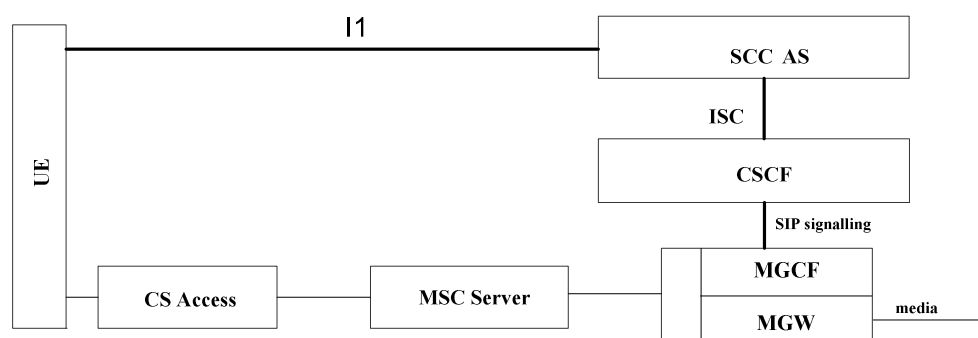 I1
SCC AS
ISC
UE
CSCF
SIP signalling
MGCF
CS Access
MSC Server
media
MGW